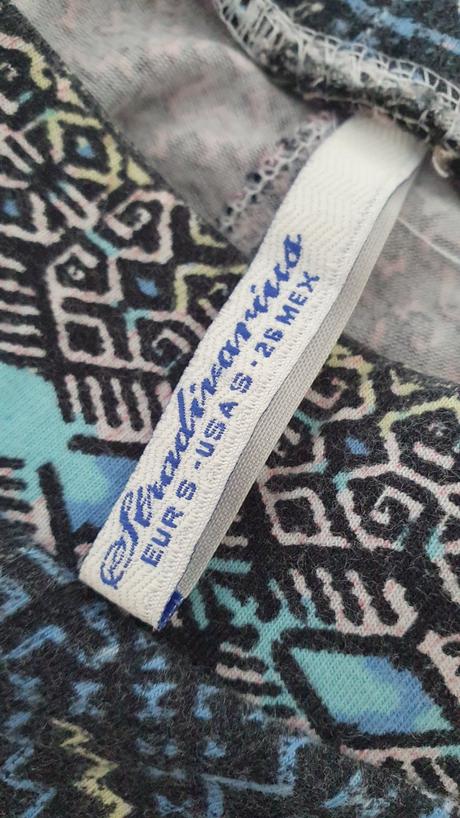 Stradivarius
EUR S - USA S - 26 MEX